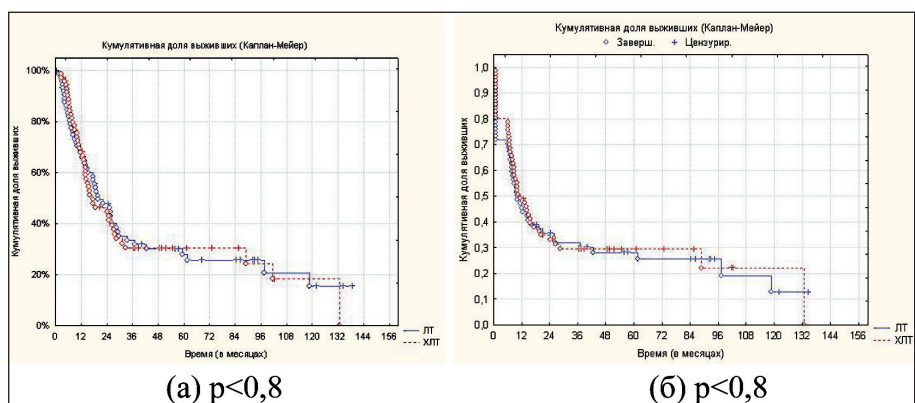 Кумулятивная доля выживших (Каплан-Мейер)
100%
80%
60%
40%
20%
0%
Кумулятивная доля выживших
0 12 24 36 48 60 72 84 96 108 120 132 144 156
Время (в месяцах)
ЛТ
ХЛТ
(а) p<0,8
Кумулятивная доля выживших (Каплан-Мейер)
Заверш. Цензурир.
1,0
0,9
0,8
0,7
0,6
0,5
0,4
0,3
0,2
0,1
0,0
Кумулятивная доля выживших
0 12 24 36 48 60 72 84 96 108 120 132 144 156
Время (в месяцах)
ЛТ
ХЛТ
(б) p<0,8